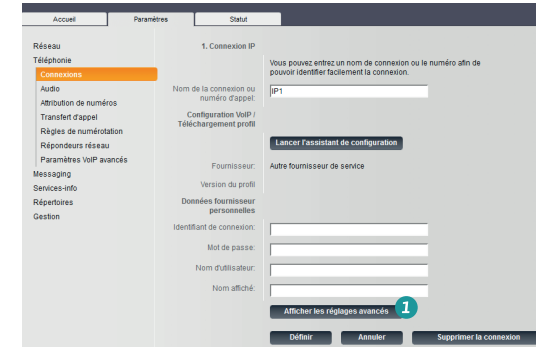 Accueil
Paramètres
Statut
Réseau
Téléphonie
Connexions
Audio
Attribution de numéros
Transfert d'appel
Règles de numérotation
Répondeurs réseau
Paramètres VoIP avancés
Messaging
Services-info
Répertoires
Gestion
1. Connexion IP
Vous pouvez entrez un nom de connexion ou le numéro afin de
pouvoir identifier facilement la connexion.
Nom de la connexion ou
numéro d'appel:
IP1
Configuration VoIP /
Téléchargement profil
Lancer l'assistant de configuration
Fournisseur:
Autre fournisseur de service
Version du profil
Données fournisseur
personnelles
Identifiant de connexion:
Mot de passe:
Nom d'utilisateur:
Nom affiché:
Afficher les réglages avancés
1
Définir
Annuler
Supprimer la connexion